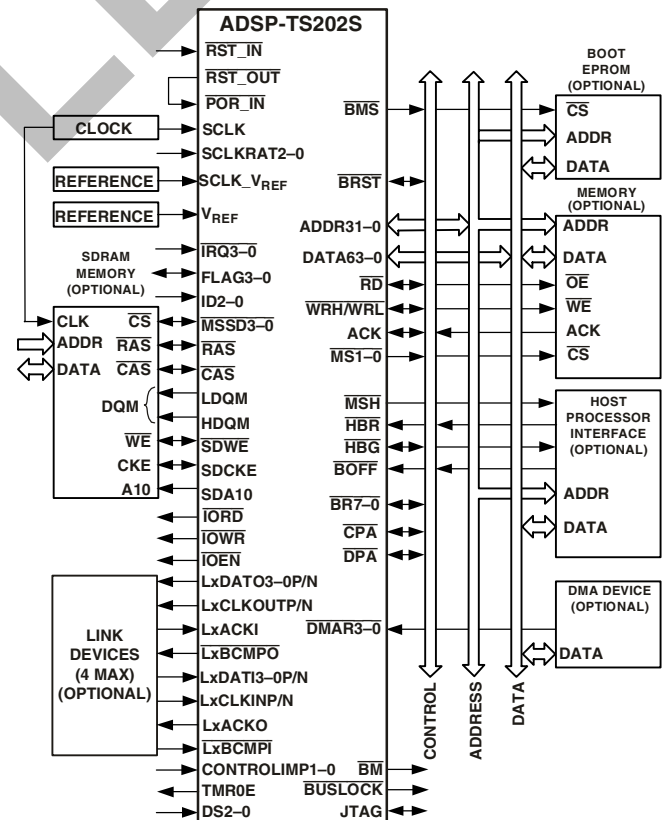 ADSP-TS202S
RST_IN
RST_OUT
POR_IN
CLOCK
SCLK
SCLKRAT2–0
REFERENCE
SCLK_VREF
REFERENCE
VREF
IRQ3–0
FLAG3–0
ID2–0
SDRAM
MEMORY
(OPTIONAL)
CLK
CS
MSSD3–0
ADDR
RAS
RAS
DATA
CAS
CAS
DQM
LDQM
HDQM
WE
SDWE
CKE
SDCKE
A10
SDA10
IORD
IOWR
IOEN
LINK
DEVICES
(4 MAX)
(OPTIONAL)
LxDATO3–0P/N
LxCLKOUTP/N
LxACKI
LxBCMPO
LxDATI3–0P/N
LxCLKINP/N
LxACKO
LxBCMPI
CONTROLIMP1–0
TMR0E
DS2–0
BMS
BRST
ADDR31–0
DATA63–0
RD
WRH/WRL
ACK
MS1–0
MSH
HBR
HBG
BOFF
BR7–0
CPA
DPA
DMAR3–0
BM
BUSLOCK
JTAG
CONTROL
ADDRESS
DATA
BOOT
EPROM
(OPTIONAL)
CS
ADDR
DATA
MEMORY
(OPTIONAL)
ADDR
DATA
OE
WE
ACK
CS
HOST
PROCESSOR
INTERFACE
(OPTIONAL)
ADDR
DATA
DMA DEVICE
(OPTIONAL)
DATA